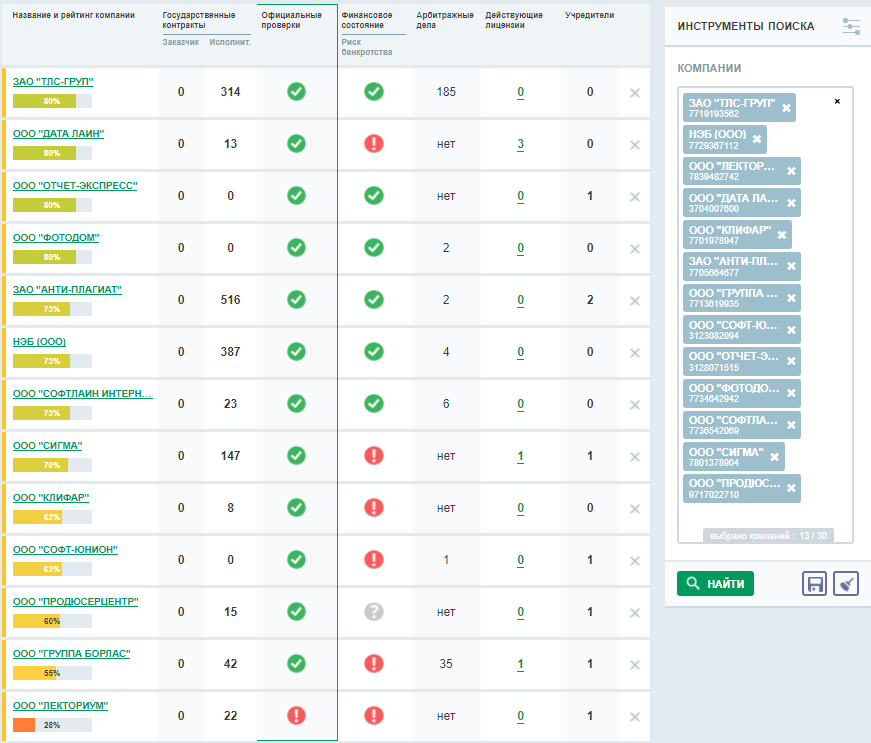 Название и рейтинг компании
Государственные контракты
Заказчик Исполнит.
Официальные проверки
Финансовое состояние
Риск банкротства
Арбитражные дела
Действующие лицензии
Учредители
ЗАО "ТЛС-ГРУП"
80%
0 314 185 0 0
ООО "ДАТА ЛАЙН"
80%
0 13 нет 3 0
ООО "ОТЧЕТ-ЭКСПРЕСС"
80%
0 0 нет 0 1
ООО "ФОТОДОМ"
80%
0 0 2 0 0
ЗАО "АНТИ-ПЛАГИАТ"
73%
0 516 2 0 2
НЭБ (ООО)
73%
0 387 4 0 0
ООО "СОФТЛАЙН ИНТЕРН...
73%
0 23 6 0 0
ООО "СИГМА"
70%
0 147 нет 1 1
ООО "КЛИФАР"
62%
0 8 нет 0 0
ООО "СОФТ-ЮНИОН"
62%
0 0 1 0 1
ООО "ПРОДЮСЕРЦЕНТР"
60%
0 15 нет 0 1
ООО "ГРУППА БОРЛАС"
55%
0 42 35 1 1
ООО "ЛЕКТОРИУМ"
28%
0 22 нет 0 1
ИНСТРУМЕНТЫ ПОИСКА
КОМПАНИИ
ЗАО "ТЛС-ГРУП"
7719193562
НЭБ (ООО)
7729367112
ООО "ЛЕКТОР...
7839482742
ООО "ДАТА ЛА...
3704007600
ООО "КЛИФАР"
7701978947
ЗАО "АНТИ-ПЛ...
7705664677
ООО "ГРУППА ...
7713619935
ООО "СОФТ-Ю...
3123082094
ООО "ОТЧЕТ-Э...
3128071515
ООО "ФОТОДО...
7734642942
ООО "СОФТЛА...
7736542069
ООО "СИГМА"
7801378904
ООО "ПРОДЮС...
9717022710
выбрано компаний : 13 / 30
НАЙТИ